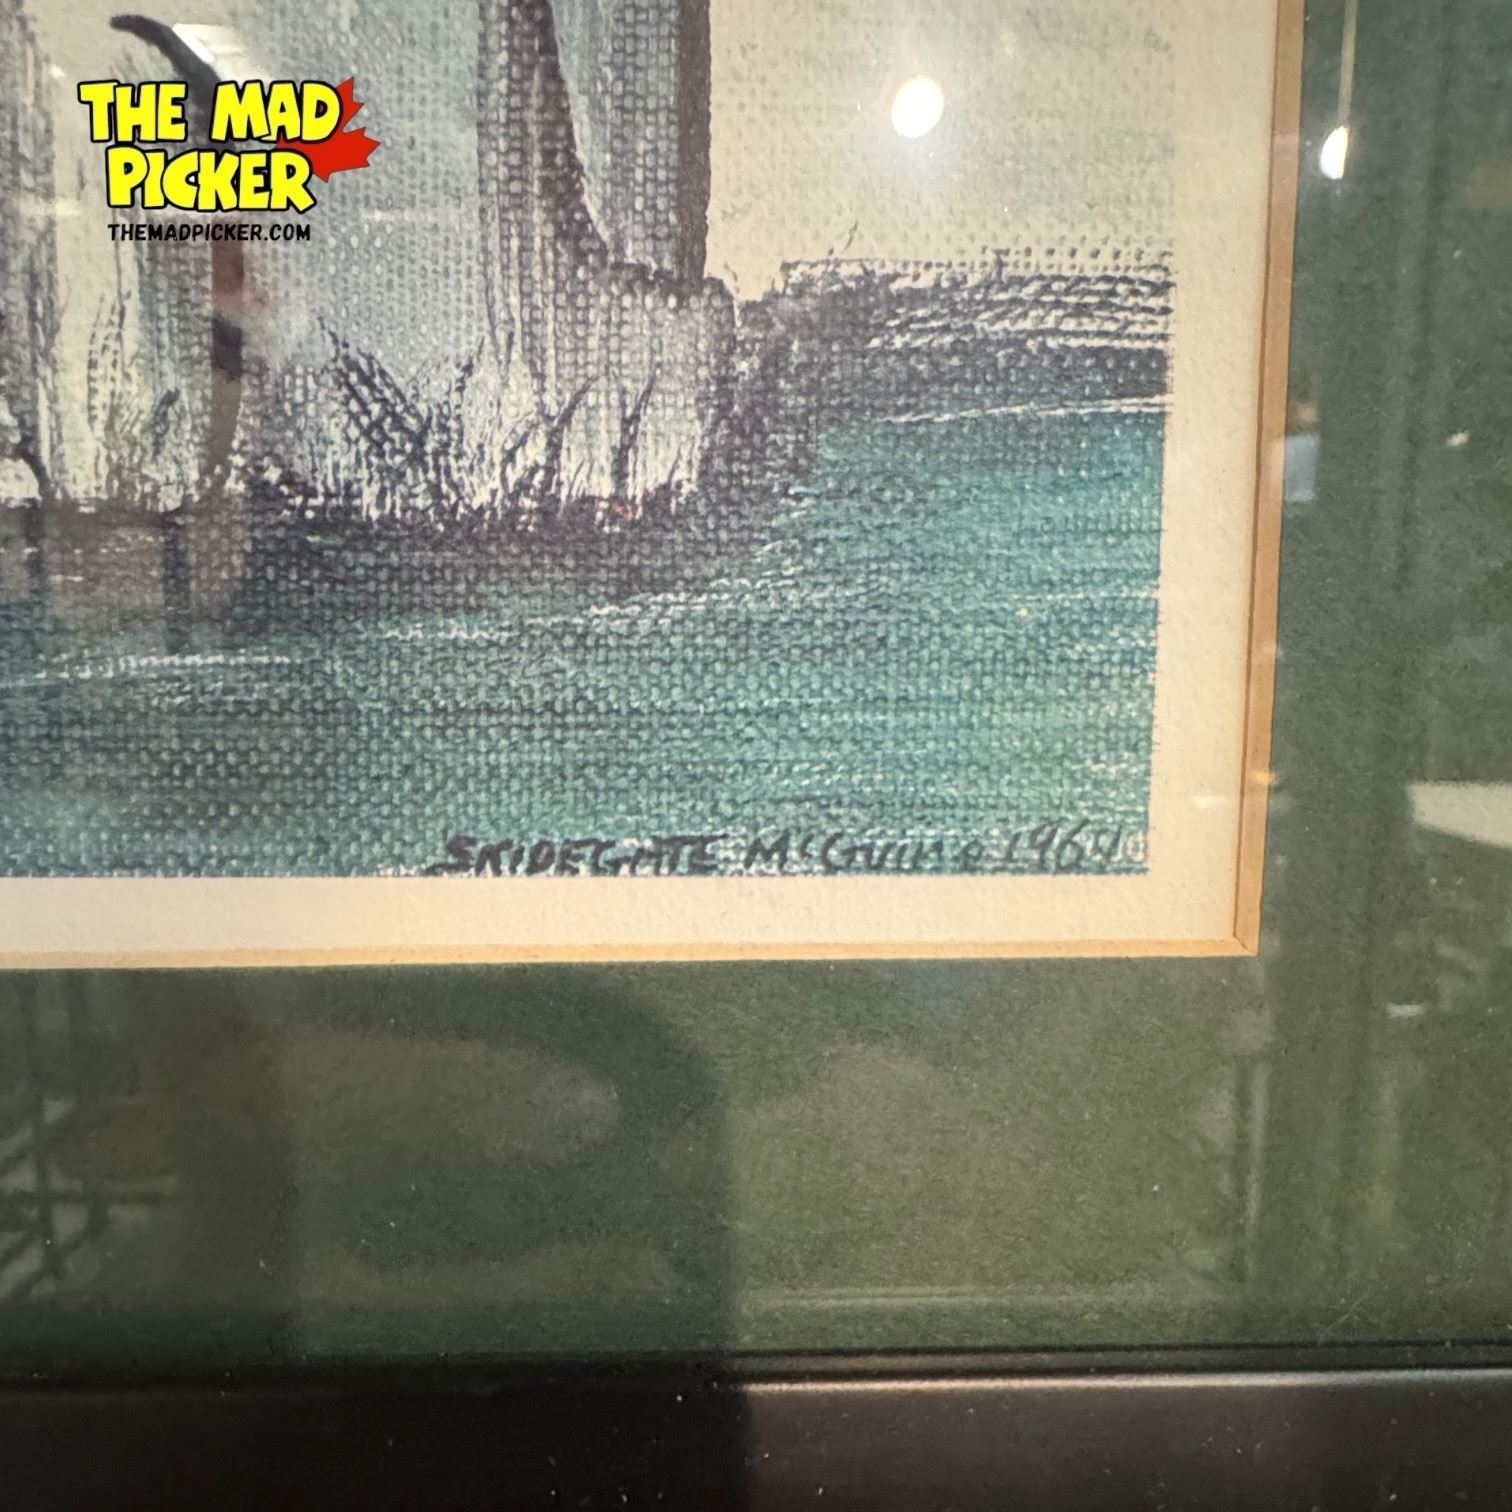 THE MAD
PICKER
THEMADPICKER.COM
SKIDEGATE McGuire 1964